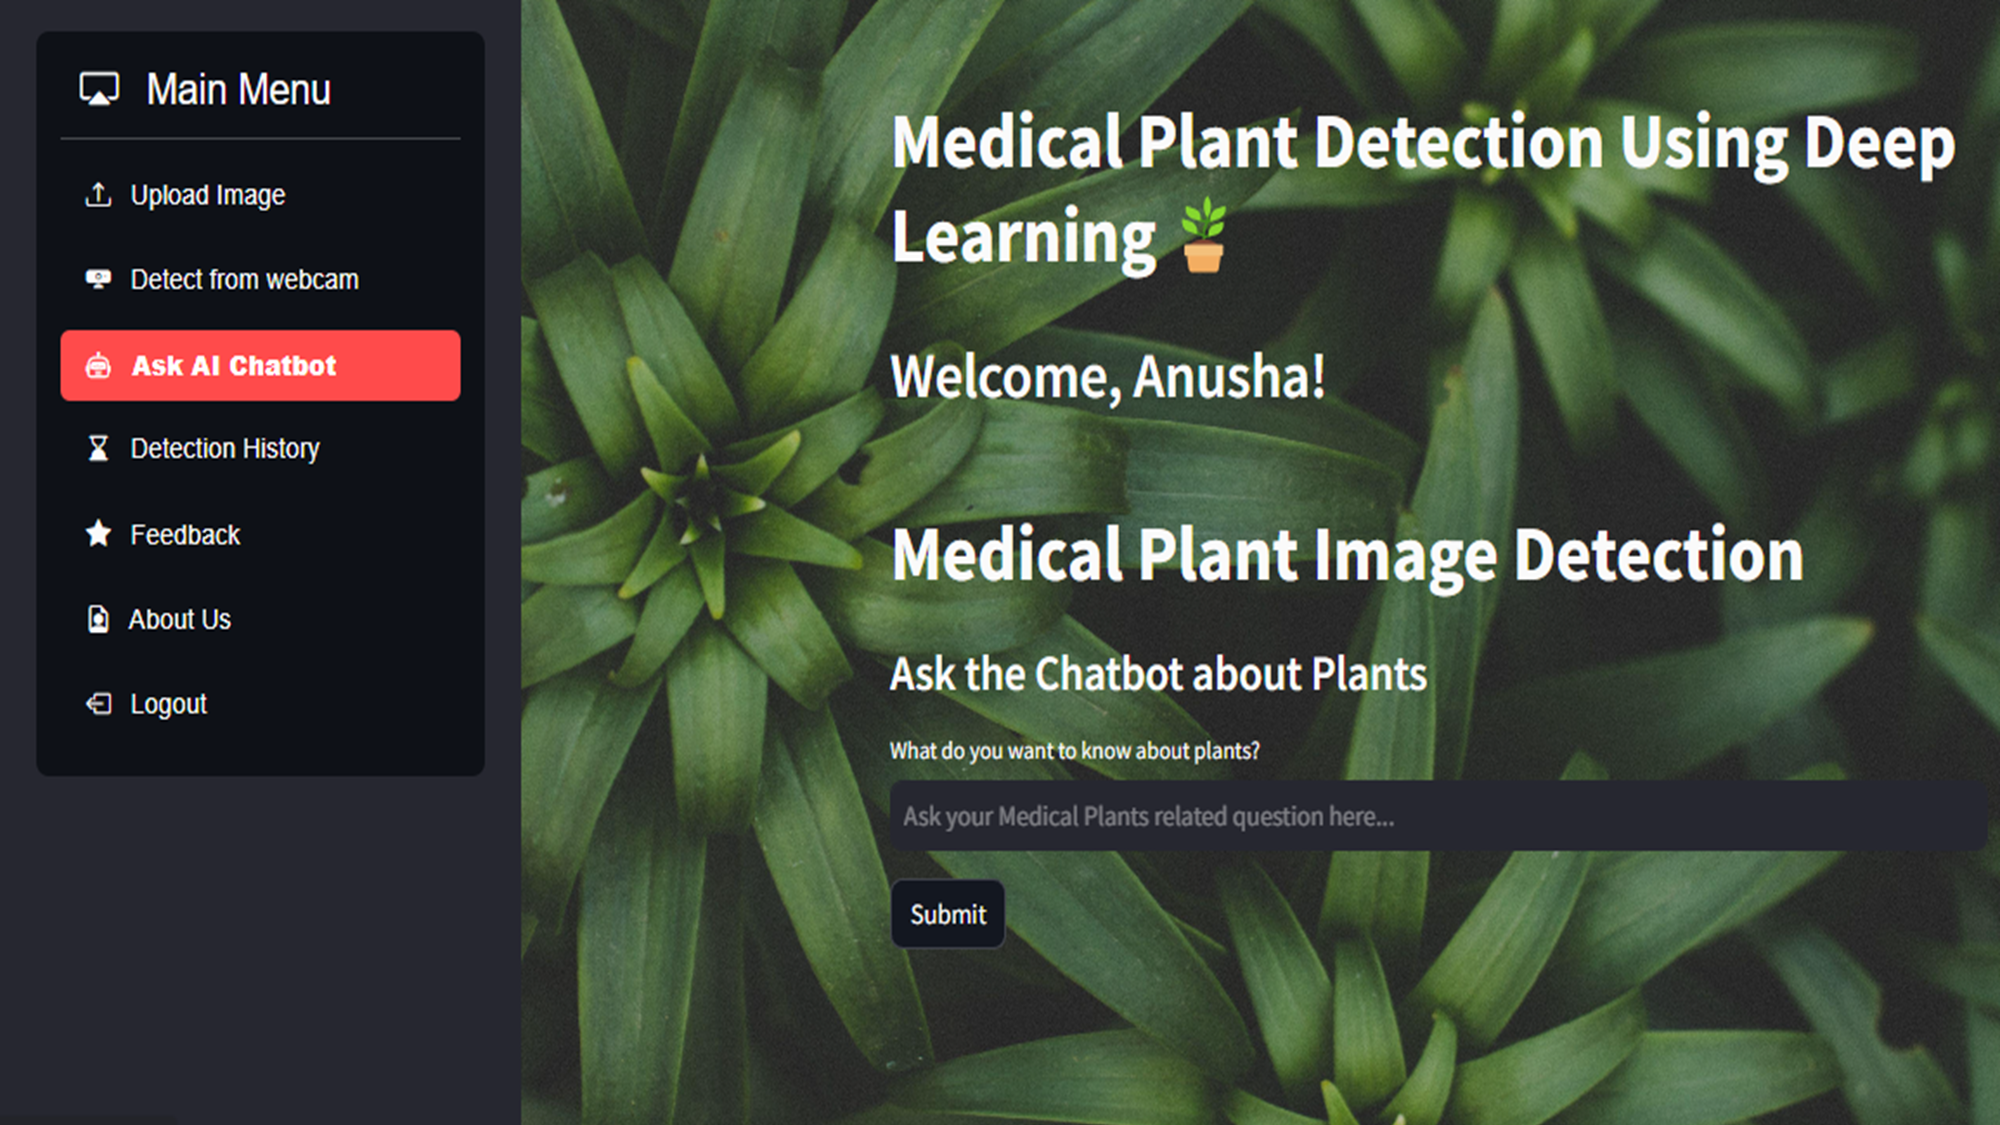 Main Menu
Upload Image
Detect from webcam
Ask AI Chatbot
Detection History
Feedback
About Us
Logout
Medical Plant Detection Using Deep
Learning 🪴
Welcome, Anusha!
Medical Plant Image Detection
Ask the Chatbot about Plants
What do you want to know about plants?
Ask your Medical Plants related question here...
Submit